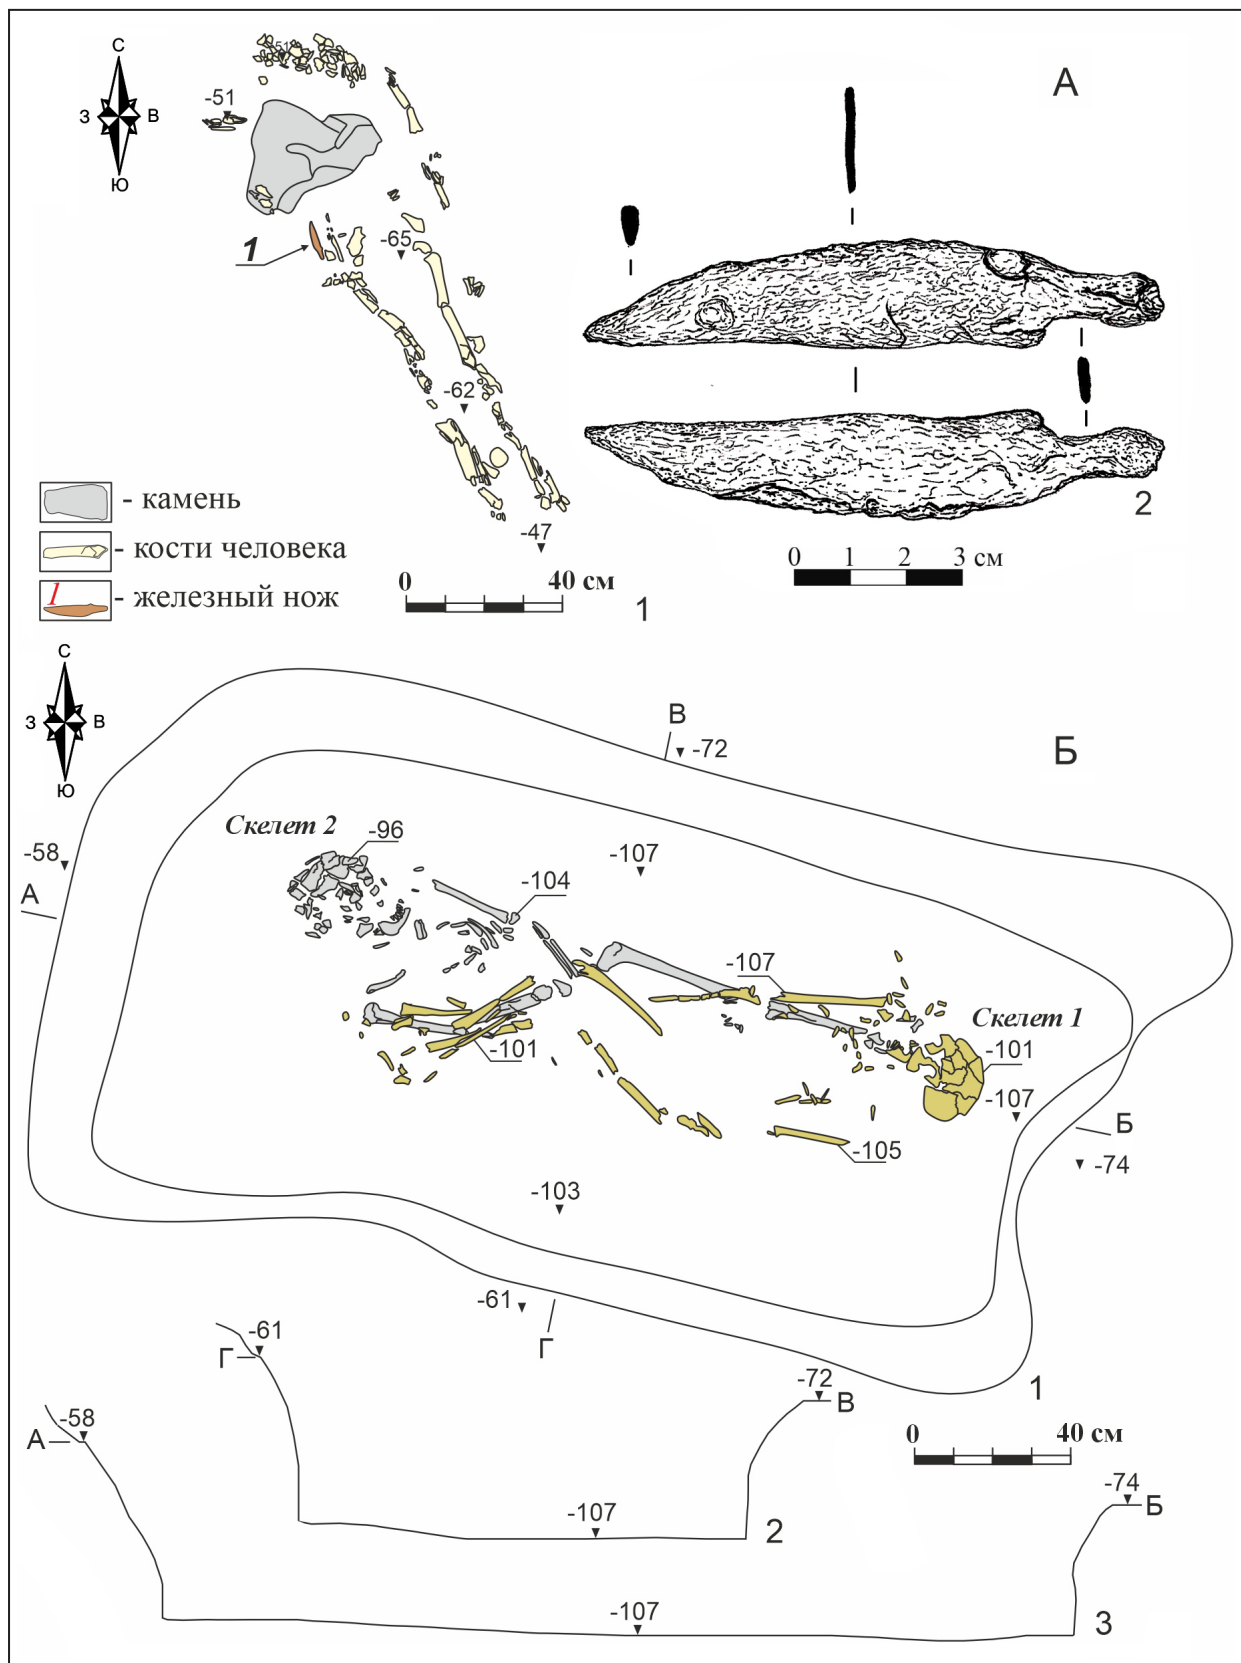 С
З В
Ю
-51
-51
1
-65
-62
-47
А
2
0 1 2 3 см
- камень
- кости человека
1
- железный нож
0 40 см
1
С
З В
Ю
В
-72
Б
Скелет 2
-96
-58
А
-107
-104
-107
Скелет 1
-101
-101
-107
Б
-105
-74
-103
-61
Г
1
-61
Г
-72
В
-58
А
0 40 см
-74
Б
-107
2
-107
3